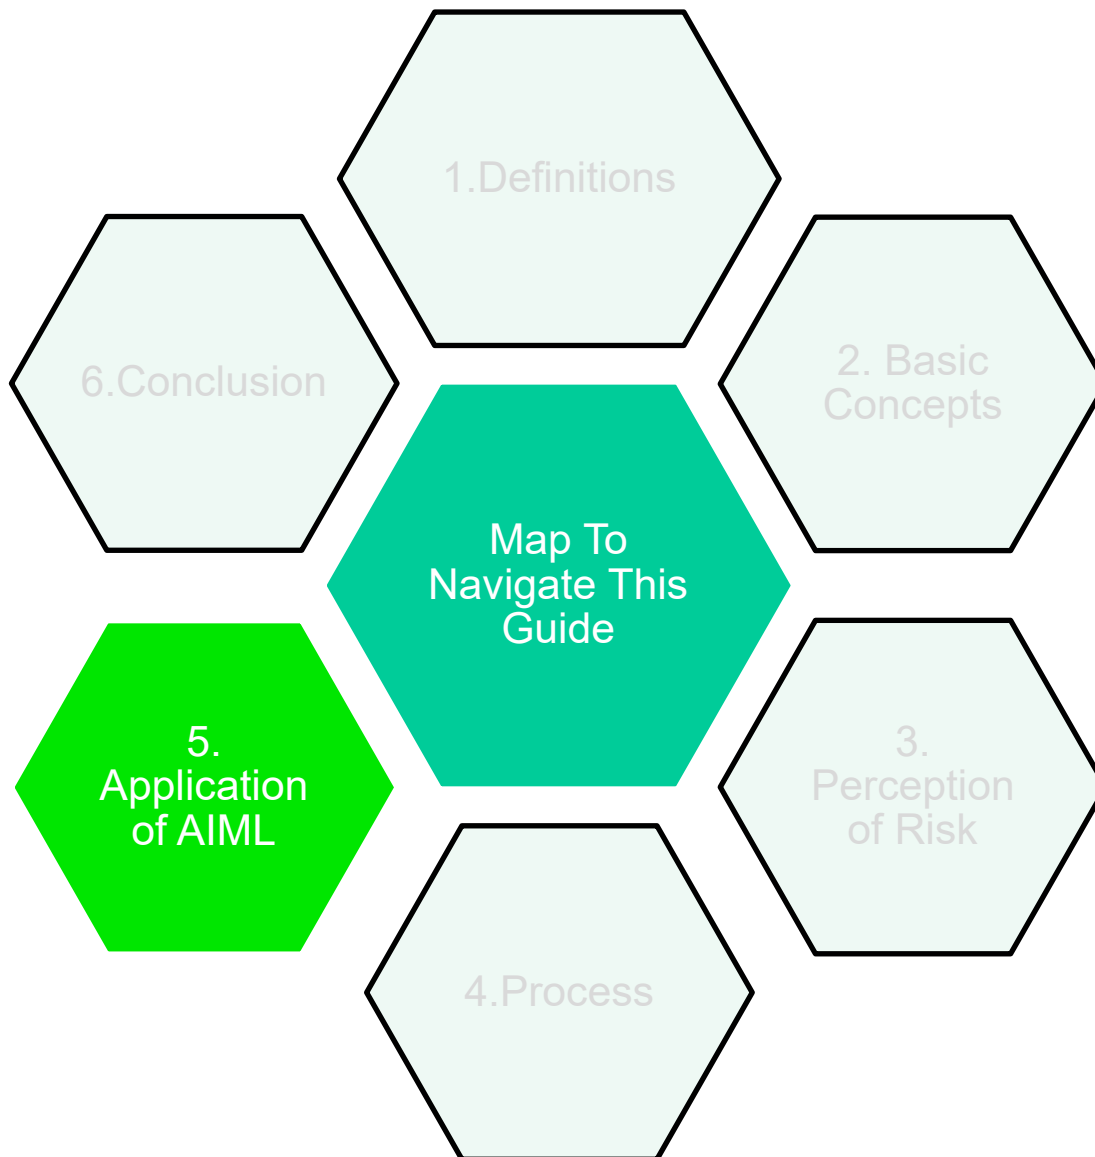 1.Definitions
2. Basic
Concepts
3.
Perception
of Risk
4.Process
5.
Application
of AIML
6.Conclusion
Map To
Navigate This
Guide